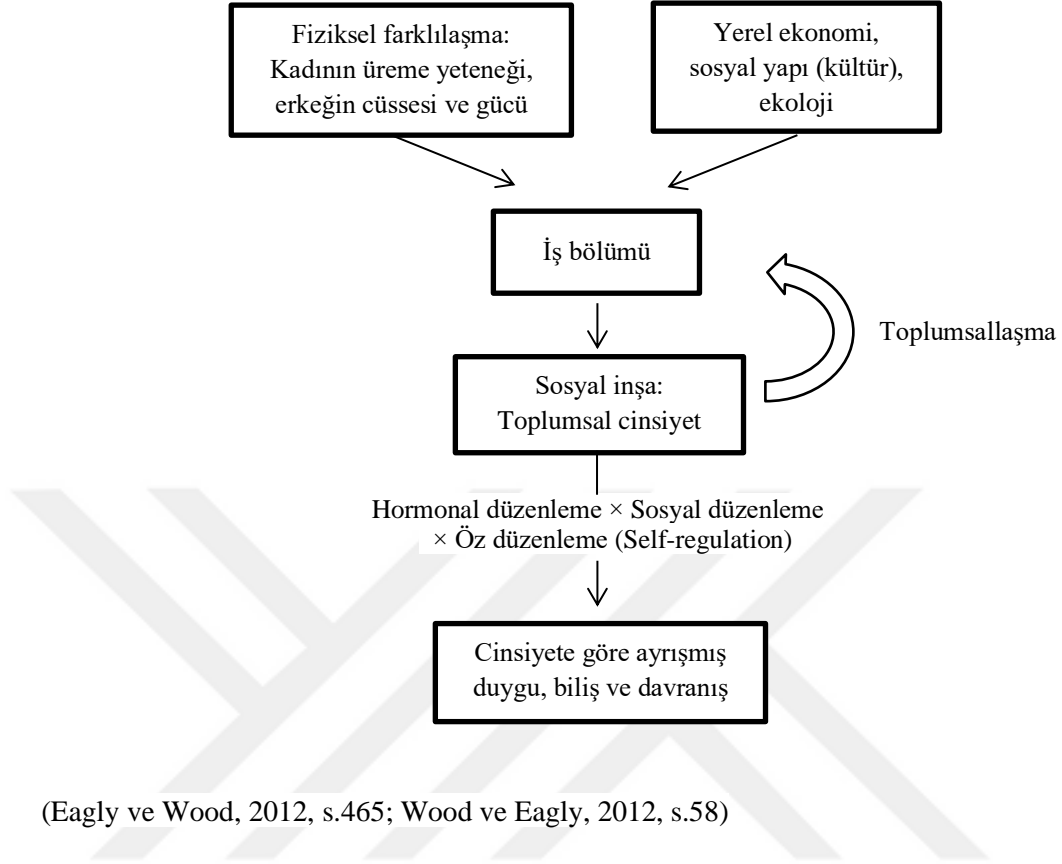 Fiziksel farklılaşma:
Kadının üreme yeteneği,
erkeğin cüssesi ve gücü
Yerel ekonomi,
sosyal yapı (kültür),
ekoloji
İş bölümü
Toplumsallaşma
Sosyal inşa:
Toplumsal cinsiyet
Hormonal düzenleme × Sosyal düzenleme
× Öz düzenleme (Self-regulation)
Cinsiyete göre ayrışmış
duygu, biliş ve davranış
(Eagly ve Wood, 2012, s.465; Wood ve Eagly, 2012, s.58)